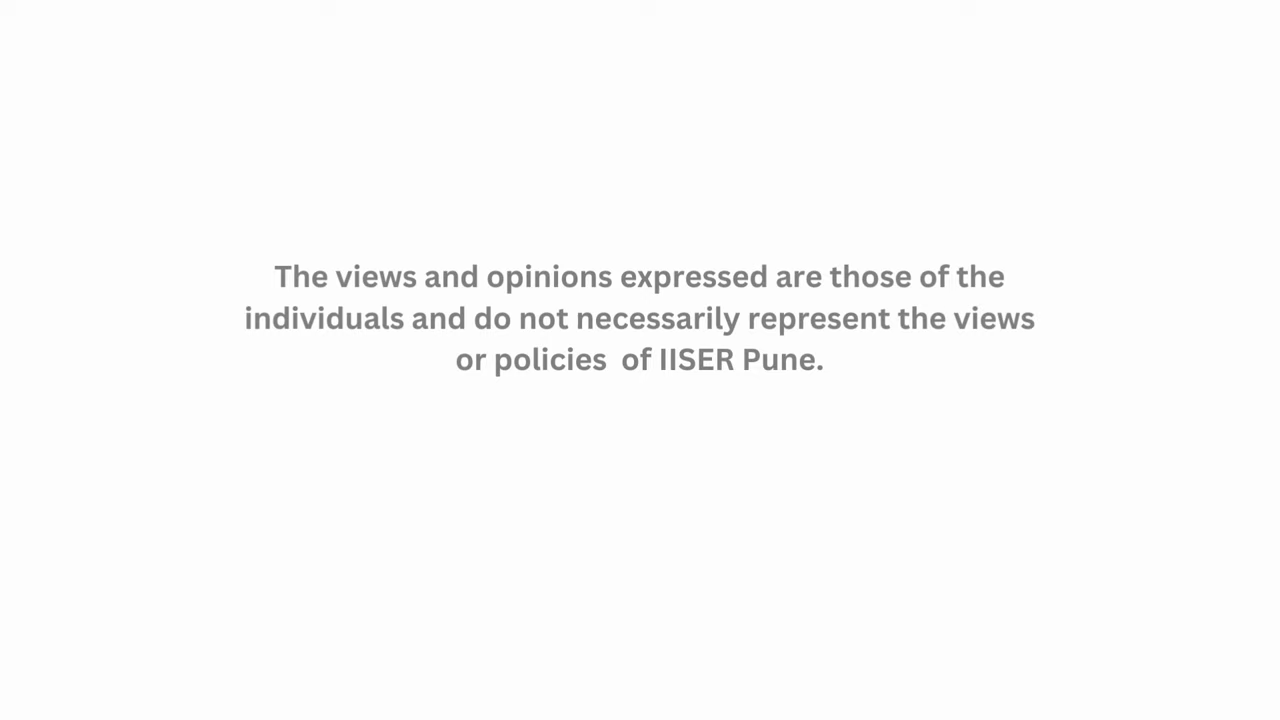 The views and opinions expressed are those of the
individuals and do not necessarily represent the views
or policies  of IISER Pune.